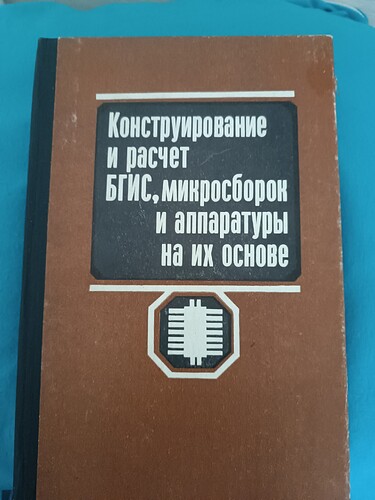 Конструирование
и расчет
БГИС, микросборок
и аппаратуры
на их основе